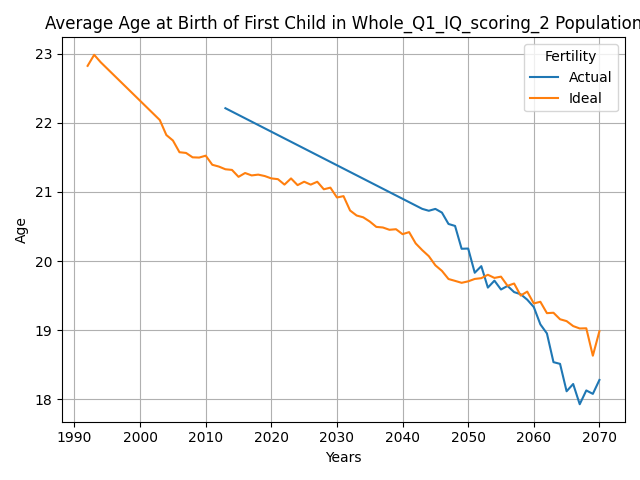 Average Age at Birth of First Child in Whole_Q1_IQ_scoring_2 Population
Fertility
Actual
Ideal
23
22
21
20
19
18
Age
1990 2000 2010 2020 2030 2040 2050 2060 2070
Years